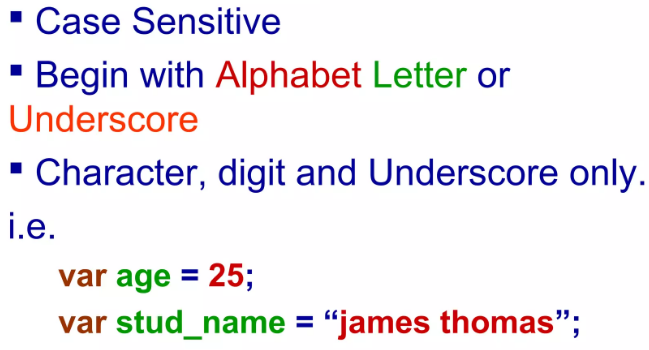 ▪ Case Sensitive
▪ Begin with Alphabet Letter or
Underscore
▪ Character, digit and Underscore only.
i.e.
var age = 25;
var stud_name = “james thomas”;